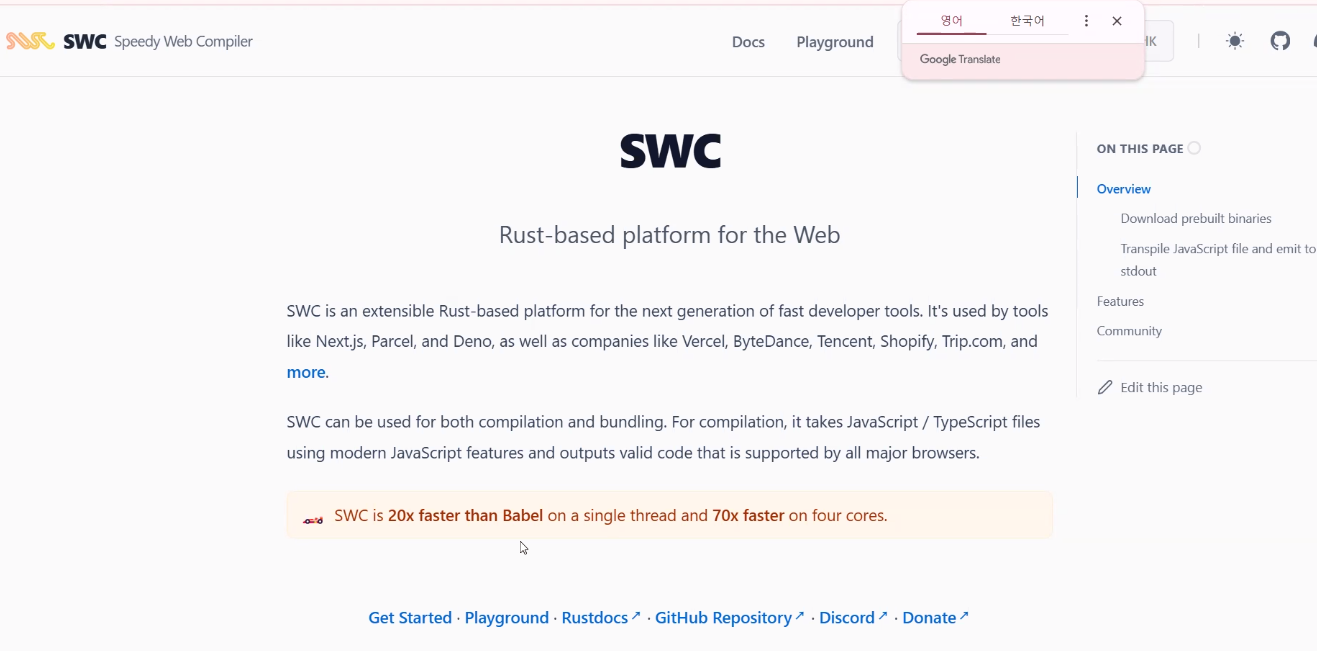 SWC Speedy Web Compiler
Docs
Playground
영어
한국어
Google Translate
K
SWC
Rust-based platform for the Web
SWC is an extensible Rust-based platform for the next generation of fast developer tools. It's used by tools
like Next.js, Parcel, and Deno, as well as companies like Vercel, ByteDance, Tencent, Shopify, Trip.com, and
more.
SWC can be used for both compilation and bundling. For compilation, it takes JavaScript / TypeScript files
using modern JavaScript features and outputs valid code that is supported by all major browsers.
SWC is 20x faster than Babel on a single thread and 70x faster on four cores.
Get Started · Playground · Rustdocs ↗ · GitHub Repository ↗ · Discord ↗ · Donate ↗
ON THIS PAGE
Overview
Download prebuilt binaries
Transpile JavaScript file and emit to
stdout
Features
Community
Edit this page